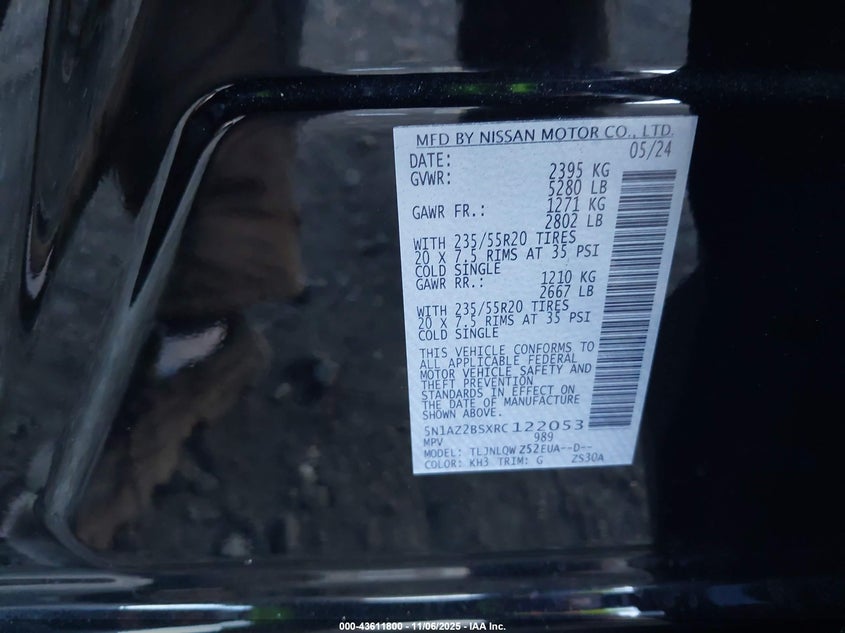 MFD BY NISSAN MOTOR CO., LTD.
DATE: 05/24
GVWR: 2395 KG
5280 LB
GAWR FR.: 1271 KG
2802 LB
WITH 235/55R20 TIRES
20 X 7.5 RIMS AT 35 PSI
COLD SINGLE
GAWR RR.: 1210 KG
2667 LB
WITH 235/55R20 TIRES
20 X 7.5 RIMS AT 35 PSI
COLD SINGLE
THIS VEHICLE CONFORMS TO
ALL APPLICABLE FEDERAL
MOTOR VEHICLE SAFETY AND
THEFT PREVENTION
STANDARDS IN EFFECT ON
THE DATE OF MANUFACTURE
SHOWN ABOVE.
5N1AZ2BSXRC122053
MPV 989
MODEL: TLJNLQW Z52EUA--D--
COLOR: KH3 TRIM: G ZS30A
000-43611800 - 11/06/2025 - IAA Inc.